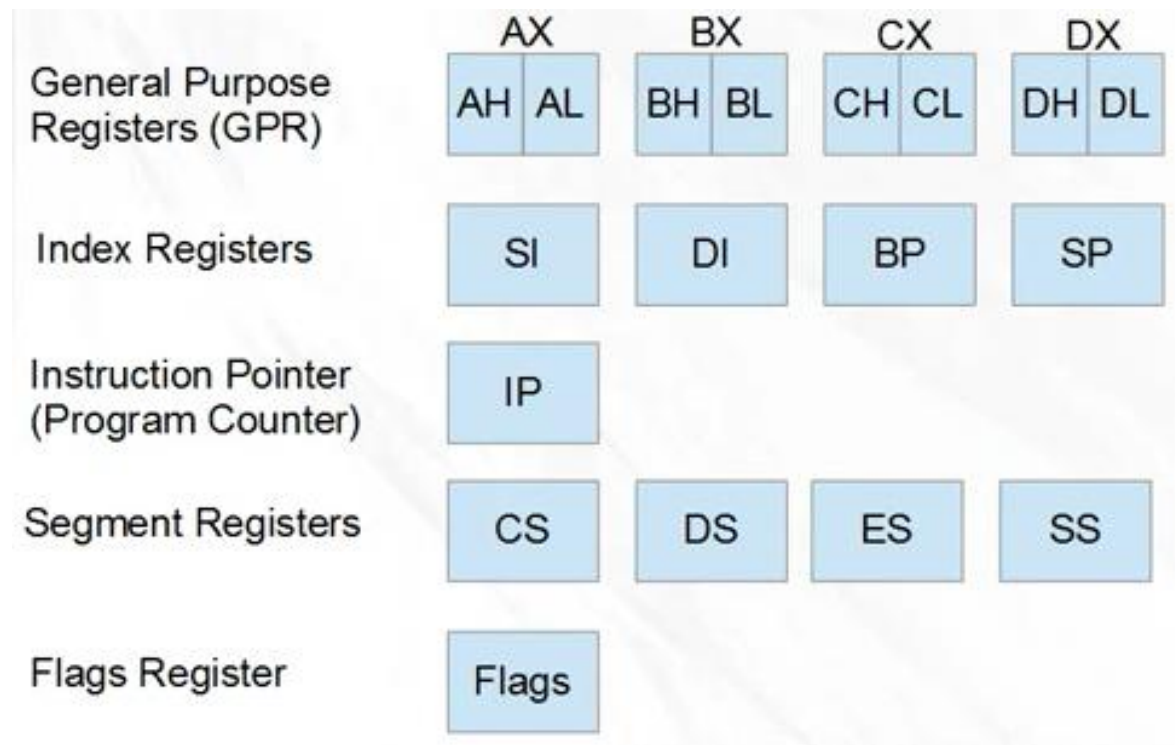 AX BX CX DX
General Purpose
Registers (GPR)
AH AL BH BL CH CL DH DL
Index Registers
SI DI BP SP
Instruction Pointer
(Program Counter)
IP
Segment Registers
CS DS ES SS
Flags Register
Flags